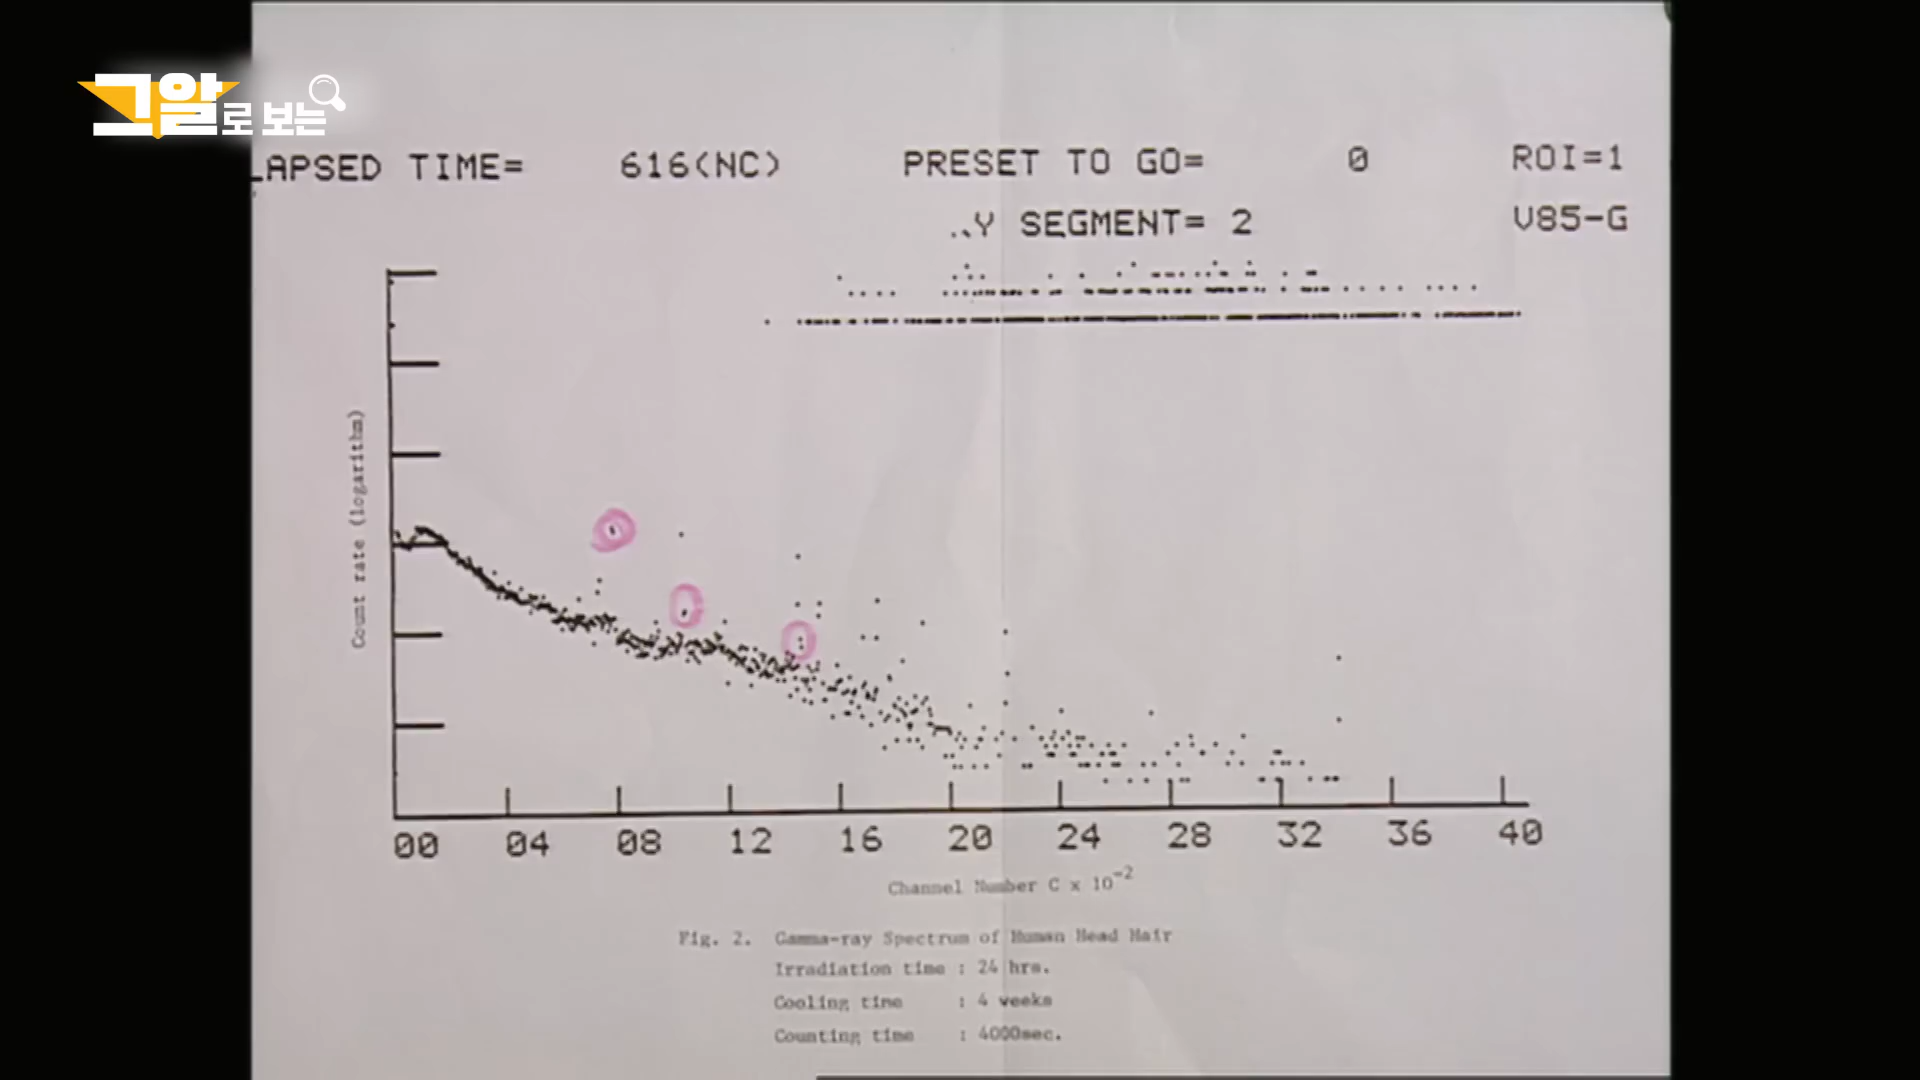 그알로 보는
LAPSED TIME= 616(NC) PRESET TO GO= 0 ROI=1
Y SEGMENT= 2 V85-G
Count rate (logarithm)
00 04 08 12 16 20 24 28 32 36 40
Channel Number C x 10⁻²
Fig. 2. Gamma-ray Spectrum of Human Head Hair
Irradiation time : 24 hrs.
Cooling time : 4 weeks
Counting time : 4000sec.